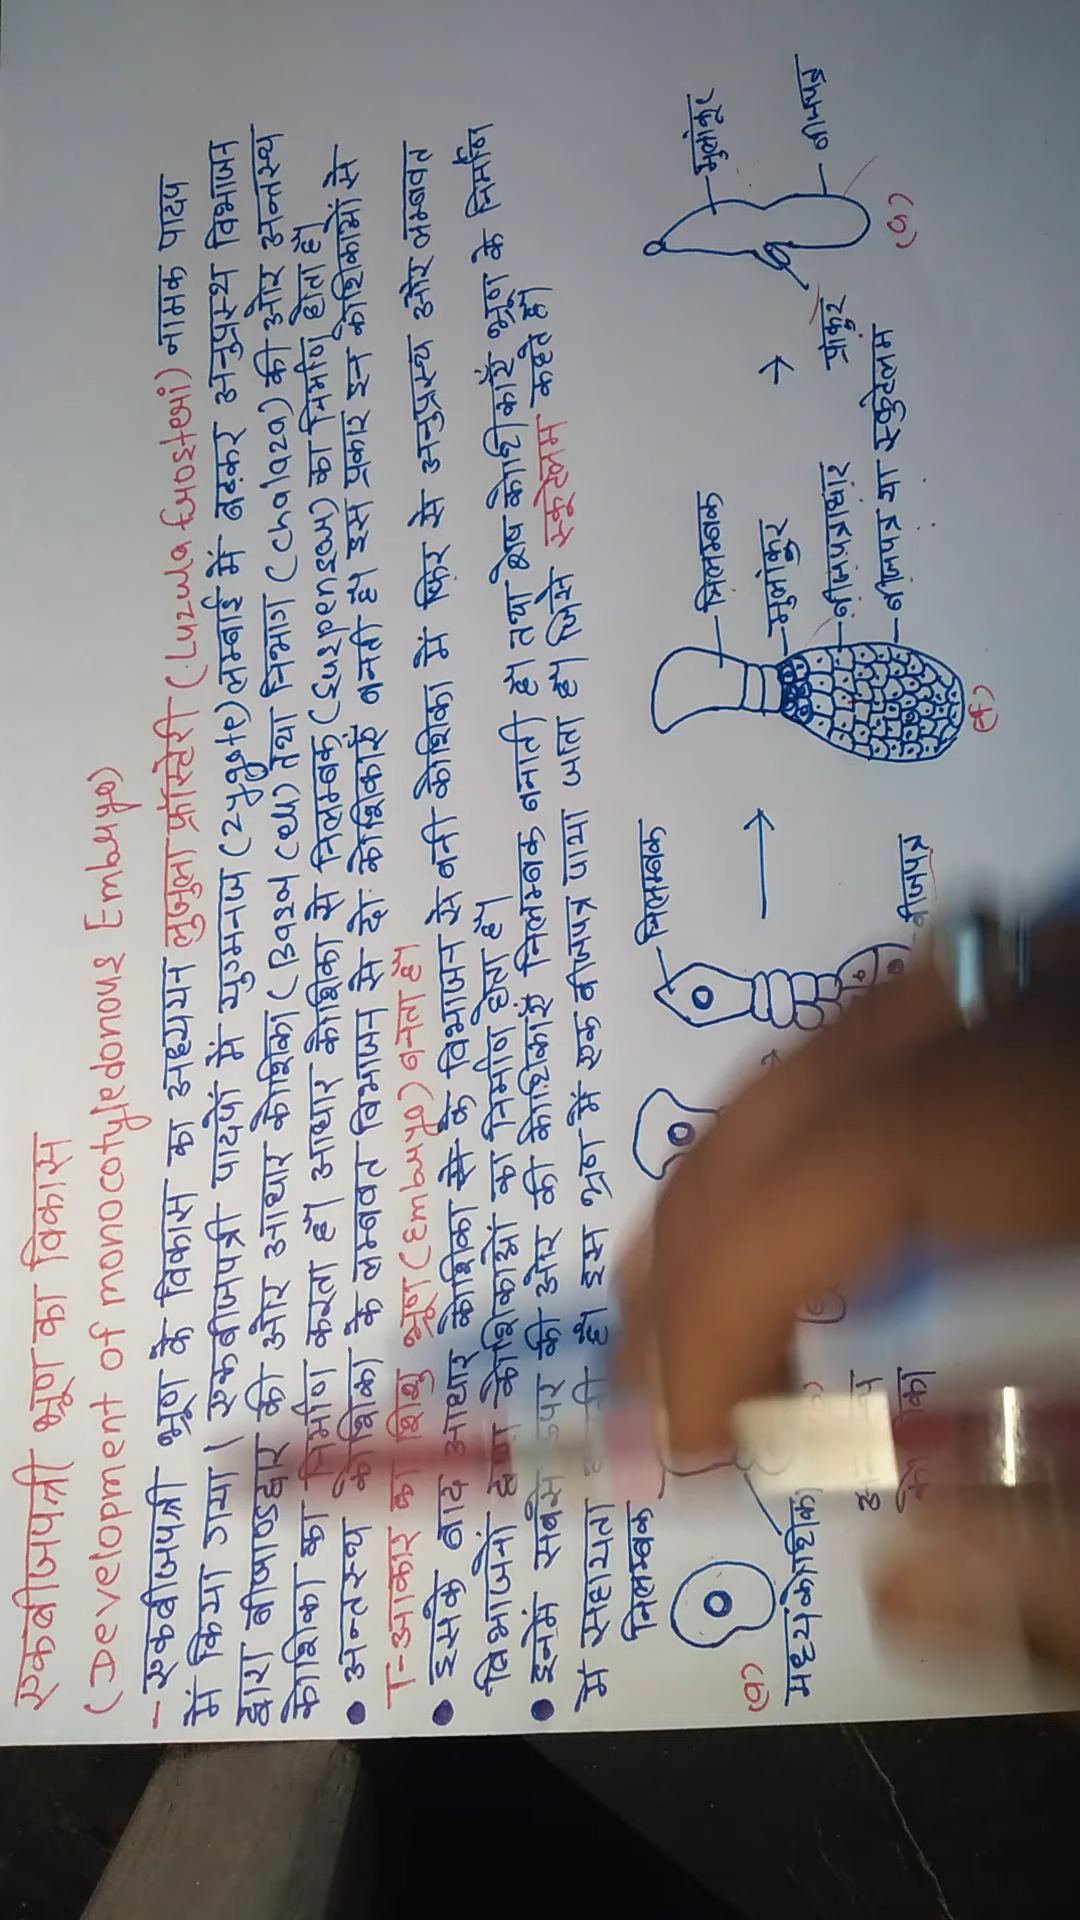 एकबीजपत्री भ्रूण का विकास
(Development of monocotyledonous Embryo)
- एकबीजपत्री भ्रूण के विकास का अध्ययन लुजुला फ्रॉस्टेरी (Luzula forsteri) नामक पादप
में किया गया। एकबीजपत्री पादपों में युग्मनज (zygote) लम्बाई में बढ़कर अनुप्रस्थ विभाजन
द्वारा बीजाण्डद्वार की ओर आधार कोशिका (Basal cell) तथा निभाग (Chalaza) की ओर अन्तस्थ
कोशिका का निर्माण करता है। आधार कोशिका से निलम्बक (Suspensor) का निर्माण होता है।
• अन्तस्थ कोशिका के लम्बवत विभाजन से दो कोशिकाएँ बनती है। इस प्रकार इन कोशिकाओं से
T-आकार का शिशु भ्रूण (Embryo) बनता है।
• इसके बाद आधार कोशिका के विभाजन से बनी कोशिका में फिर से अनुप्रस्थ और लम्बवत
विभाजनों कोशिकाओं का निर्माण होता है।
• इनमें सबसे उपर की ओर की कोशिकाएँ निलम्बक बनाती है। तथा शेष कोशिकाएँ भ्रूण के निर्माण
में सहायता है। इस भ्रूण में एक बीजपत्र पाया जाता है। जिसे स्कूटेलम कहते है।
निलम्बक
निलम्बक
निलम्बक
मुलांकुर
मुलांकुर
बीजपत्राधार
बीजपत्र या स्कुटेलम
प्रांकुर
बीजपत्र
बीजपत्र
मध्यकोशिका
(a)
(f)
(g)